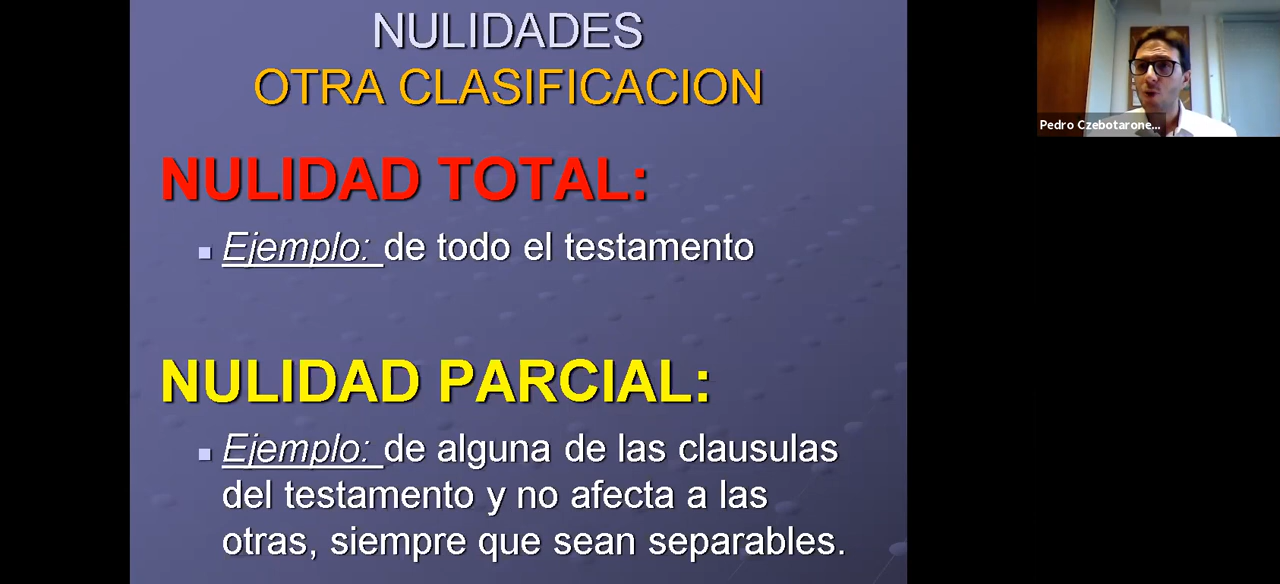 NULIDADES
OTRA CLASIFICACION
NULIDAD TOTAL:
Ejemplo: de todo el testamento
NULIDAD PARCIAL:
Ejemplo: de alguna de las clausulas
del testamento y no afecta a las
otras, siempre que sean separables.
Pedro Czebotarone...